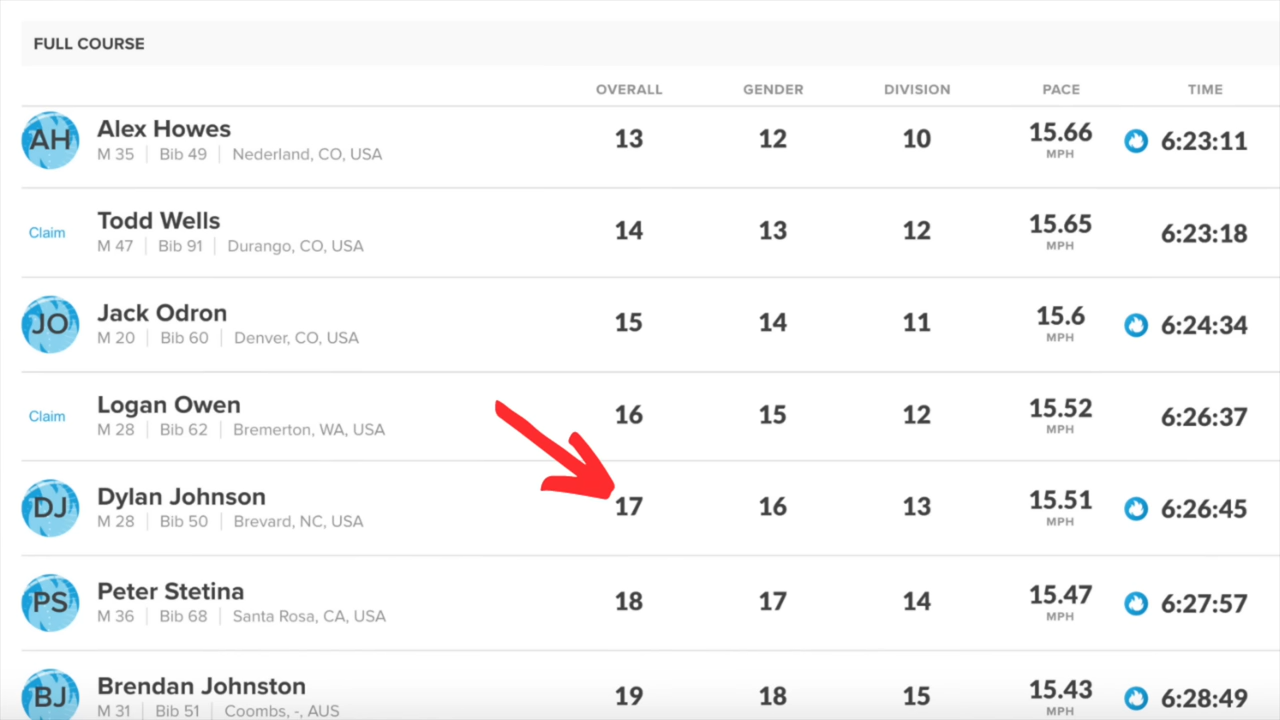 FULL COURSE
OVERALL GENDER DIVISION PACE TIME
AH Alex Howes 13 12 10 15.66 MPH 6:23:11
M 35 | Bib 49 | Nederland, CO, USA
Claim Todd Wells 14 13 12 15.65 MPH 6:23:18
M 47 | Bib 91 | Durango, CO, USA
JO Jack Odron 15 14 11 15.6 MPH 6:24:34
M 20 | Bib 60 | Denver, CO, USA
Claim Logan Owen 16 15 12 15.52 MPH 6:26:37
M 28 | Bib 62 | Bremerton, WA, USA
DJ Dylan Johnson 17 16 13 15.51 MPH 6:26:45
M 28 | Bib 50 | Brevard, NC, USA
PS Peter Stetina 18 17 14 15.47 MPH 6:27:57
M 36 | Bib 68 | Santa Rosa, CA, USA
BJ Brendan Johnston 19 18 15 15.43 MPH 6:28:49
M 31 | Bib 51 | Coombs, -, AUS